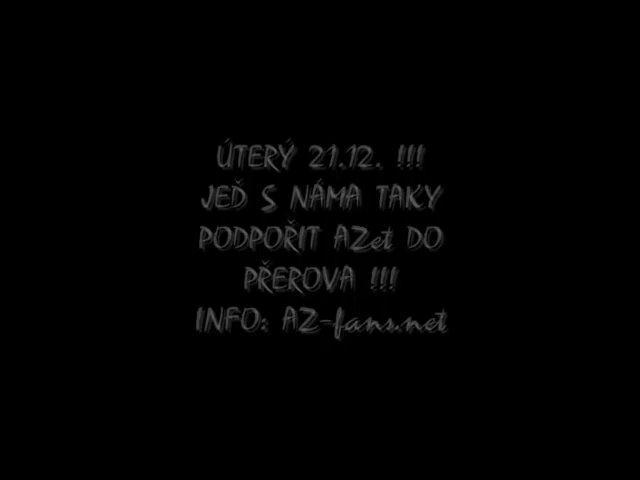 ÚTERÝ 21.12. !!!
JEĎ S NÁMA TAKY
PODPOŘIT AZet DO
PŘEROVA !!!
INFO: AZ-fans.net